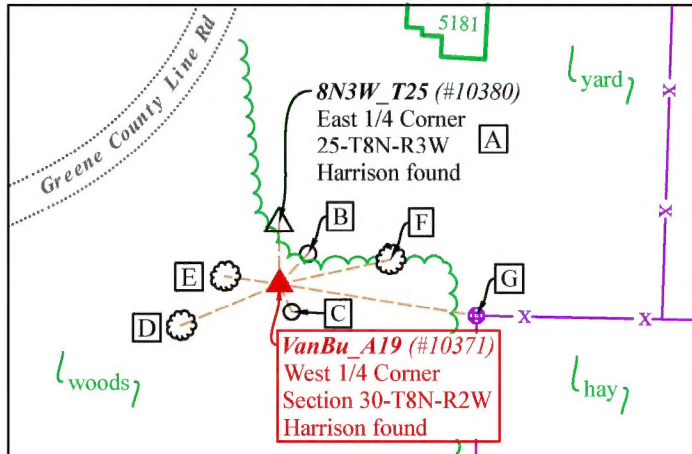 5181
yard
Greene County Line Rd
8N3W_T25 (#10380)
East 1/4 Corner
25-T8N-R3W
Harrison found
A
X
B
F
X
E
G
D
C
X
X
VanBu_A19 (#10371)
West 1/4 Corner
Section 30-T8N-R2W
Harrison found
woods
hay